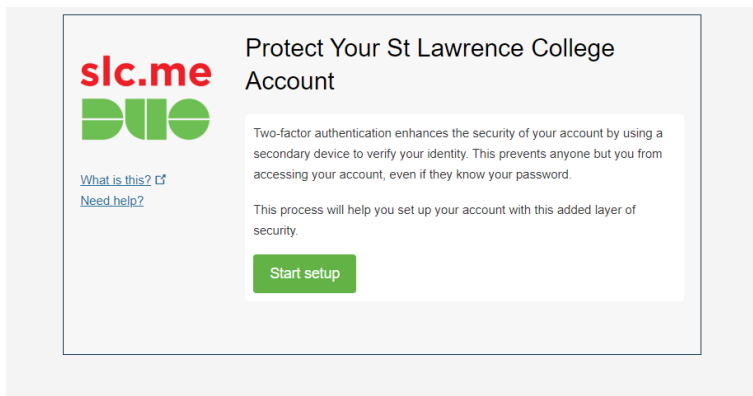 slc.me
DUO
What is this?
Need help?
Protect Your St Lawrence College
Account
Two-factor authentication enhances the security of your account by using a
secondary device to verify your identity. This prevents anyone but you from
accessing your account, even if they know your password.
This process will help you set up your account with this added layer of
security.
Start setup